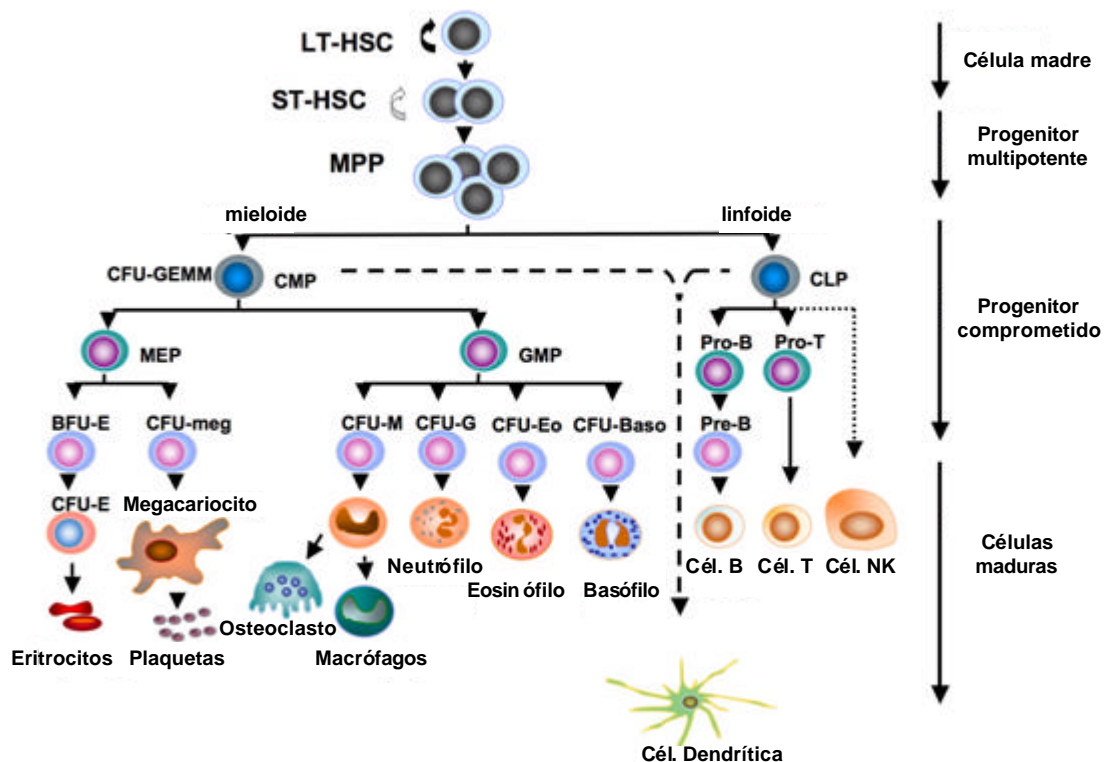 LT-HSC
Célula madre
ST-HSC
Progenitor
multipotente
MPP
mieloide
linfoide
CFU-GEMM
CMP
CLP
Progenitor
comprometido
MEP
GMP
Pro-B
Pro-T
BFU-E
CFU-meg
CFU-M
CFU-G
CFU-Eo
CFU-Baso
Pre-B
CFU-E
Megacariocito
Neutrófilo
Eosin ófilo
Basófilo
Cél. B
Cél. T
Cél. NK
Células
maduras
Osteoclasto
Eritrocitos
Plaquetas
Macrófagos
Cél. Dendrítica